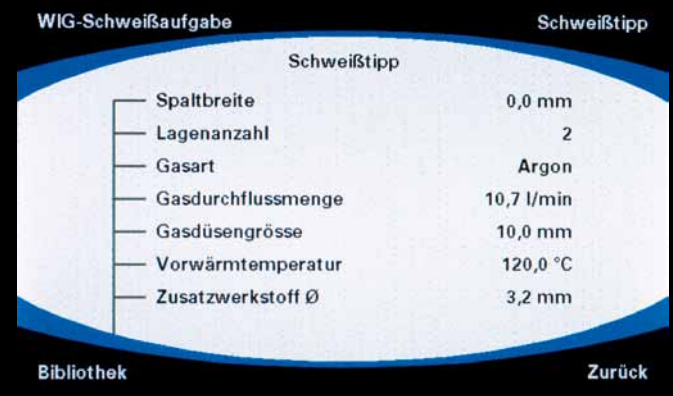 WIG-Schweißaufgabe Schweißtipp
Schweißtipp
Spaltbreite 0,0 mm
Lagenanzahl 2
Gasart Argon
Gasdurchflussmenge 10,7 l/min
Gasdüsengrösse 10,0 mm
Vorwärmtemperatur 120,0 °C
Zusatzwerkstoff Ø 3,2 mm
Bibliothek Zurück